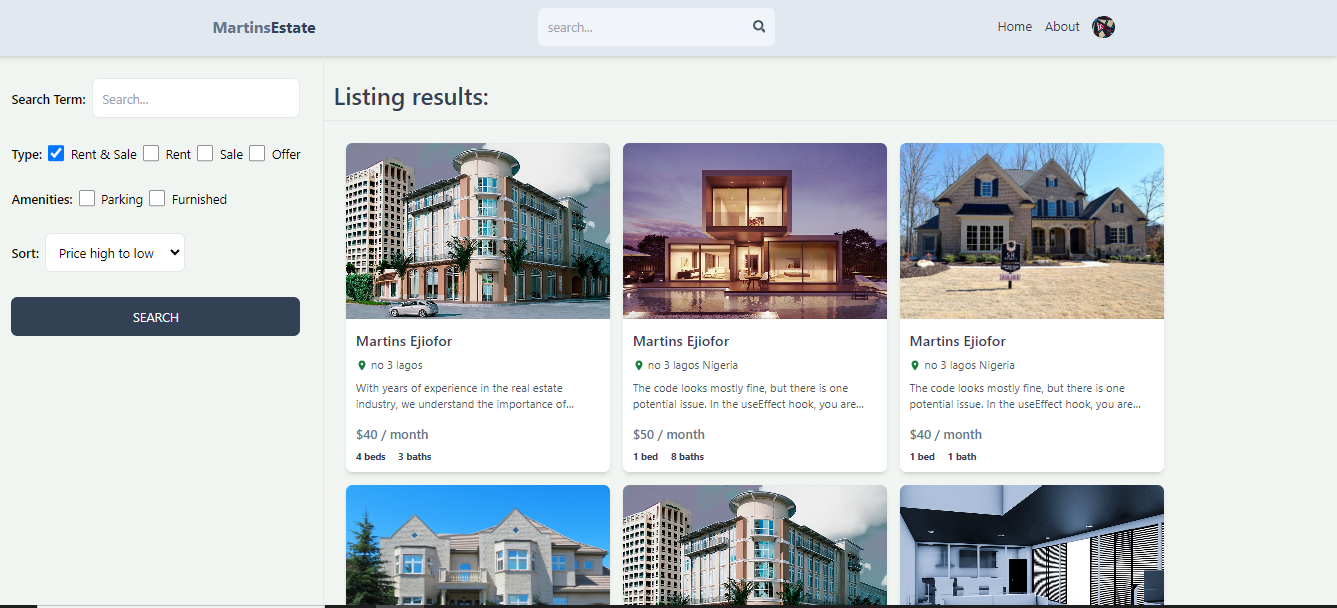 MartinsEstate
search...
Home About
Search Term: Search...
Type: Rent & Sale Rent Sale Offer
Amenities: Parking Furnished
Sort: Price high to low
SEARCH
Listing results:
Martins Ejiofor
no 3 lagos
With years of experience in the real estate
industry, we understand the importance of...
$40 / month
4 beds 3 baths
Martins Ejiofor
no 3 lagos Nigeria
The code looks mostly fine, but there is one
potential issue. In the useEffect hook, you are...
$50 / month
1 bed 8 baths
Martins Ejiofor
no 3 lagos Nigeria
The code looks mostly fine, but there is one
potential issue. In the useEffect hook, you are...
$40 / month
1 bed 1 bath